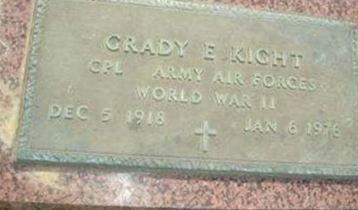 GRADY E KIGHT
CPL ARMY AIR FORCES
WORLD WAR II
DEC 5 1918 JAN 6 1976